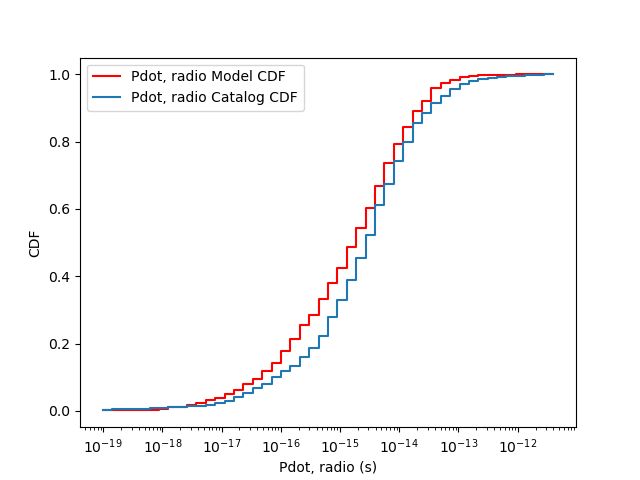 Pdot, radio Model CDF
Pdot, radio Catalog CDF
1.0
0.8
0.6
0.4
0.2
0.0
CDF
10⁻¹⁹ 10⁻¹⁸ 10⁻¹⁷ 10⁻¹⁶ 10⁻¹⁵ 10⁻¹⁴ 10⁻¹³ 10⁻¹²
Pdot, radio (s)